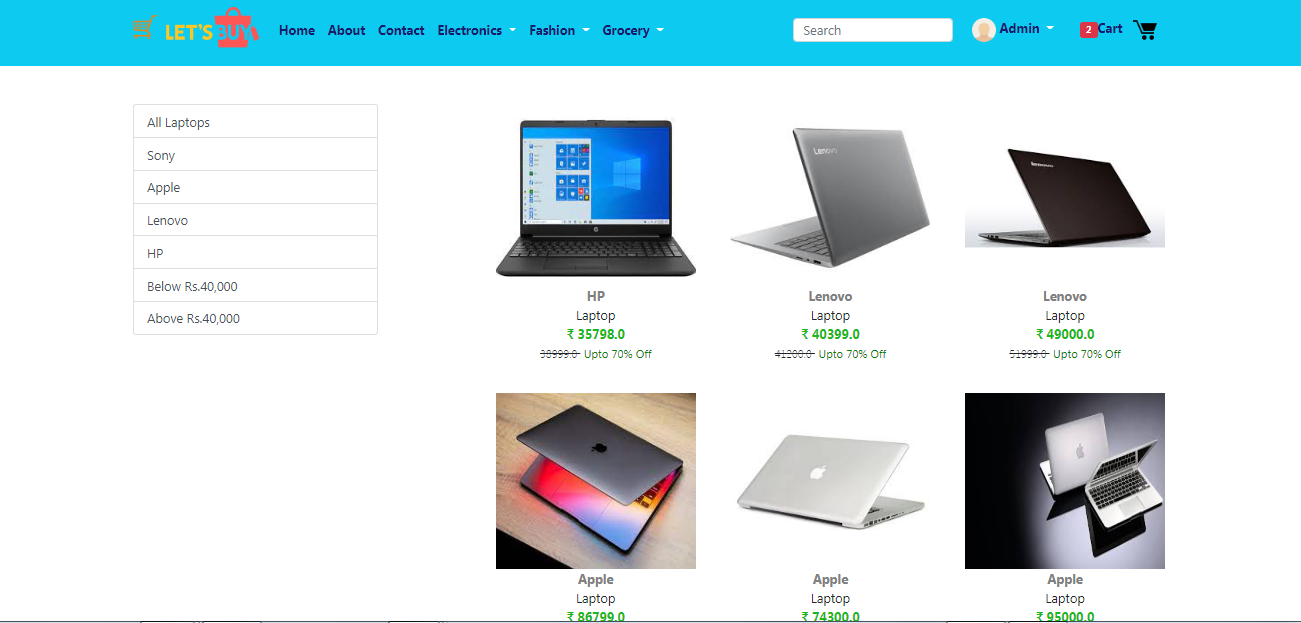 LET'S BUY
Home About Contact Electronics Fashion Grocery
Search
Admin
2 Cart
All Laptops
Sony
Apple
Lenovo
HP
Below Rs.40,000
Above Rs.40,000
HP
Laptop
₹ 35798.0
38999.0 Upto 70% Off
Lenovo
Lenovo
Laptop
₹ 40399.0
41200.0 Upto 70% Off
Lenovo
Laptop
₹ 49000.0
51999.0 Upto 70% Off
Apple
Laptop
₹ 86799.0
Apple
Laptop
₹ 74300.0
Apple
Laptop
₹ 95000.0